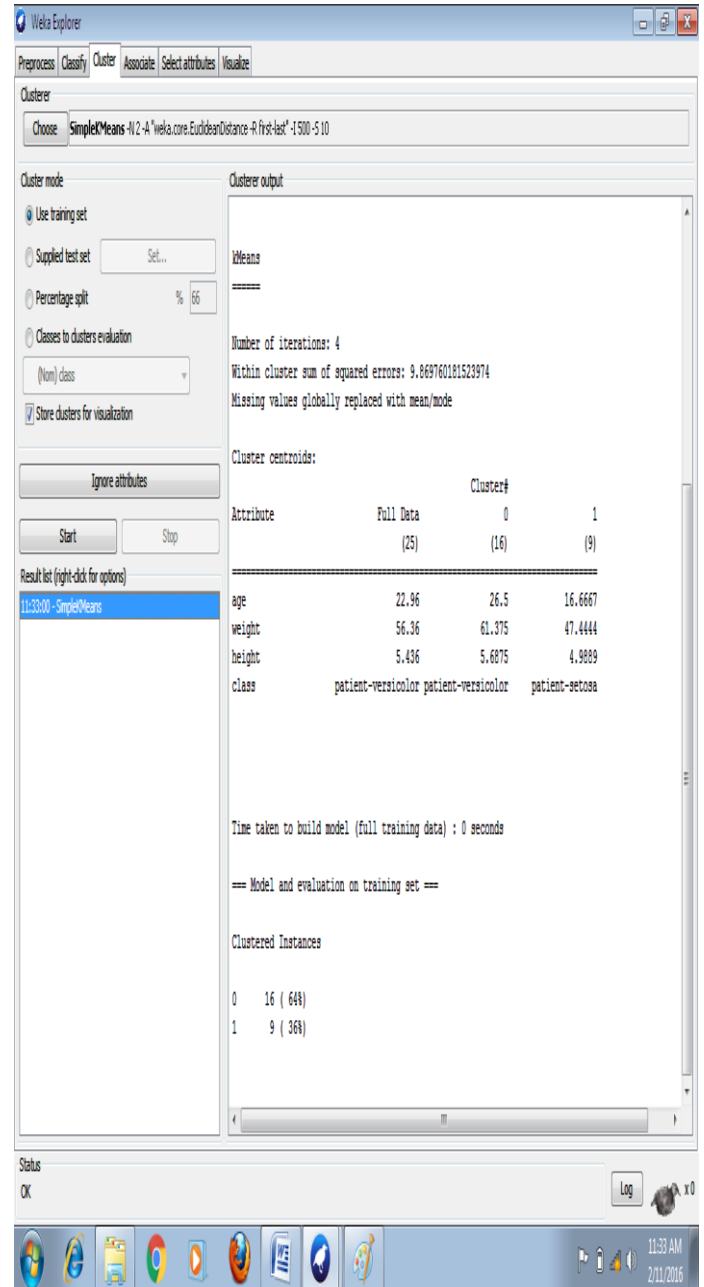 Weka Explorer
Preprocess Classify Cluster Associate Select attributes Visualize
Clusterer
Choose SimpleKMeans -N 2 -A "weka.core.EuclideanDistance -R first-last" -I 500 -S 10
Cluster mode
Use training set
Supplied test set Set...
Percentage split % 66
Classes to clusters evaluation
(Nom) class
Store clusters for visualization
Ignore attributes
Start Stop
Result list (right-click for options)
11:33:00 - SimpleKMeans
Clusterer output
kMeans
======
Number of iterations: 4
Within cluster sum of squared errors: 9.869760181523974
Missing values globally replaced with mean/mode
Cluster centroids:
Cluster#
Attribute Full Data 0 1
(25) (16) (9)
==========================================================================
age 22.96 26.5 16.6667
weight 56.36 61.375 47.4444
height 5.436 5.6875 4.9889
class patient-versicolor patient-versicolor patient-setosa
Time taken to build model (full training data) : 0 seconds
=== Model and evaluation on training set ===
Clustered Instances
0 16 ( 64%)
1 9 ( 36%)
Status
OK
Log x 0
11:33 AM
2/11/2016